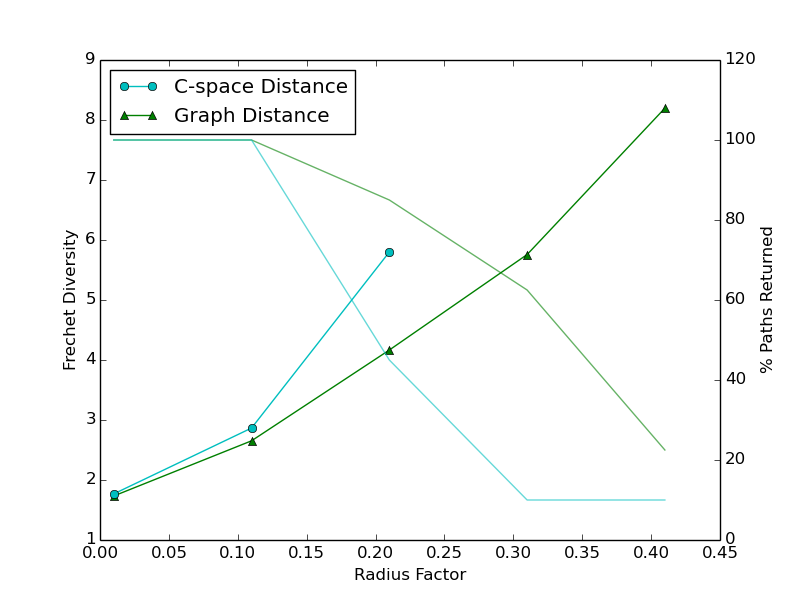 C-space Distance
Graph Distance
Frechet Diversity
9
8
7
6
5
4
3
2
1
120
100
80
60
40
20
0
% Paths Returned
0.00 0.05 0.10 0.15 0.20 0.25 0.30 0.35 0.40 0.45
Radius Factor